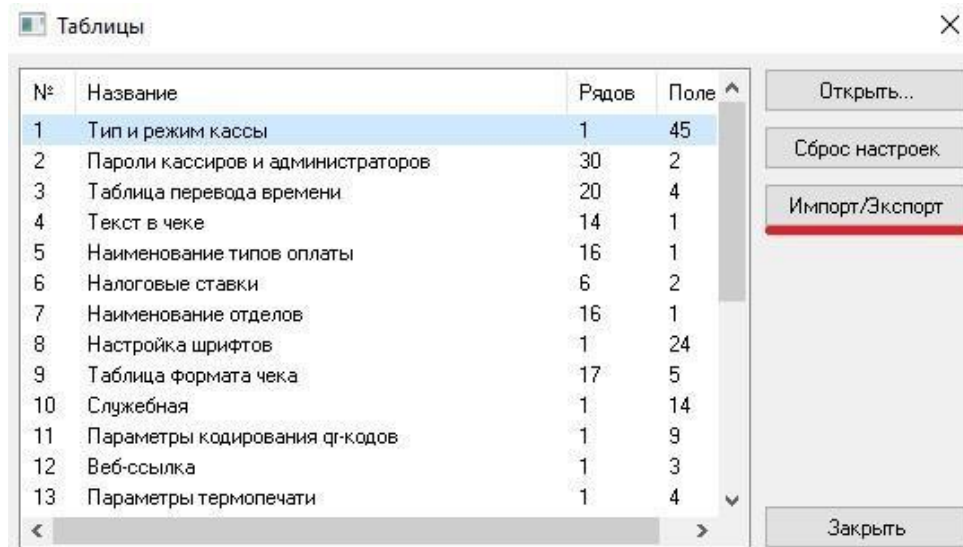 Таблицы
№ Название Рядов Поле
1 Тип и режим кассы 1 45
2 Пароли кассиров и администраторов 30 2
3 Таблица перевода времени 20 4
4 Текст в чеке 14 1
5 Наименование типов оплаты 16 1
6 Налоговые ставки 6 2
7 Наименование отделов 16 1
8 Настройка шрифтов 1 24
9 Таблица формата чека 17 5
10 Служебная 1 14
11 Параметры кодирования qr-кодов 1 9
12 Веб-ссылка 1 3
13 Параметры термопечати 1 4
Открыть...
Сброс настроек
Импорт/Экспорт
Закрыть